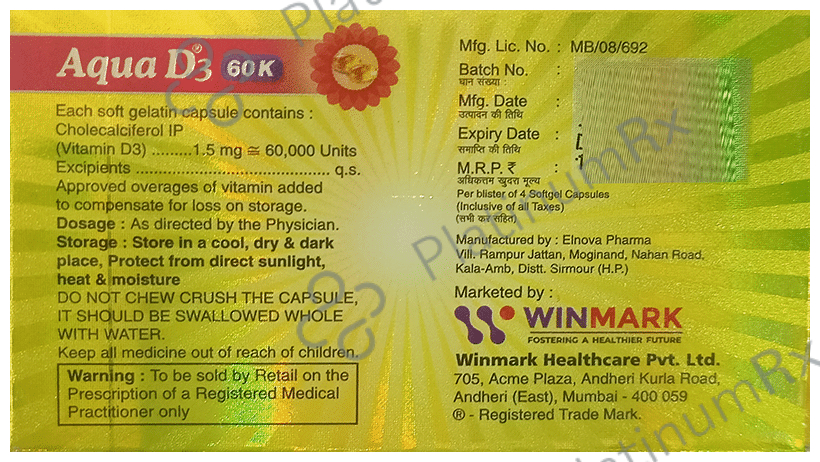 Aqua D3® 60K
Each soft gelatin capsule contains :
Cholecalciferol IP
(Vitamin D3) .........1.5 mg ≅ 60,000 Units
Excipients ............................................ q.s.
Approved overages of vitamin added
to compensate for loss on storage.
Dosage : As directed by the Physician.
Storage : Store in a cool, dry & dark
place, Protect from direct sunlight,
heat & moisture
DO NOT CHEW CRUSH THE CAPSULE,
IT SHOULD BE SWALLOWED WHOLE
WITH WATER.
Keep all medicine out of reach of children.
Warning : To be sold by Retail on the
Prescription of a Registered Medical
Practitioner only
Mfg. Lic. No. : MB/08/692
Batch No. :
घान संख्या :
Mfg. Date :
उत्पादन की तिथि
Expiry Date :
समाप्ति की तिथि
M.R.P. ₹ :
अधिकतम खुदरा मूल्य
Per blister of 4 Softgel Capsules
(Inclusive of all Taxes)
(सभी कर सहित)
Manufactured by : Elnova Pharma
Vill. Rampur Jattan, Moginand, Nahan Road,
Kala-Amb, Distt. Sirmour (H.P.)
Marketed by :
WINMARK
FOSTERING A HEALTHIER FUTURE
Winmark Healthcare Pvt. Ltd.
705, Acme Plaza, Andheri Kurla Road,
Andheri (East), Mumbai - 400 059
® - Registered Trade Mark.
PlatinumRx